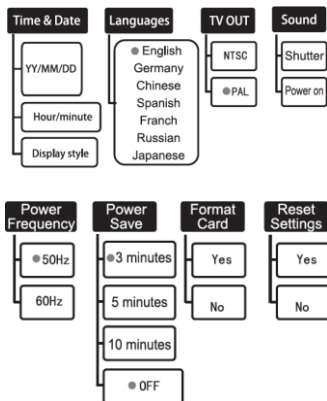 Time & Date
Languages
TV OUT
Sound
YY/MM/DD
Hour/minute
Display style
English
Germany
Chinese
Spanish
Franch
Russian
Japanese
NTSC
PAL
Shutter
Power on
Power
Frequency
Power
Save
Format
Card
Reset
Settings
50Hz
60Hz
3 minutes
5 minutes
10 minutes
OFF
Yes
No
Yes
No